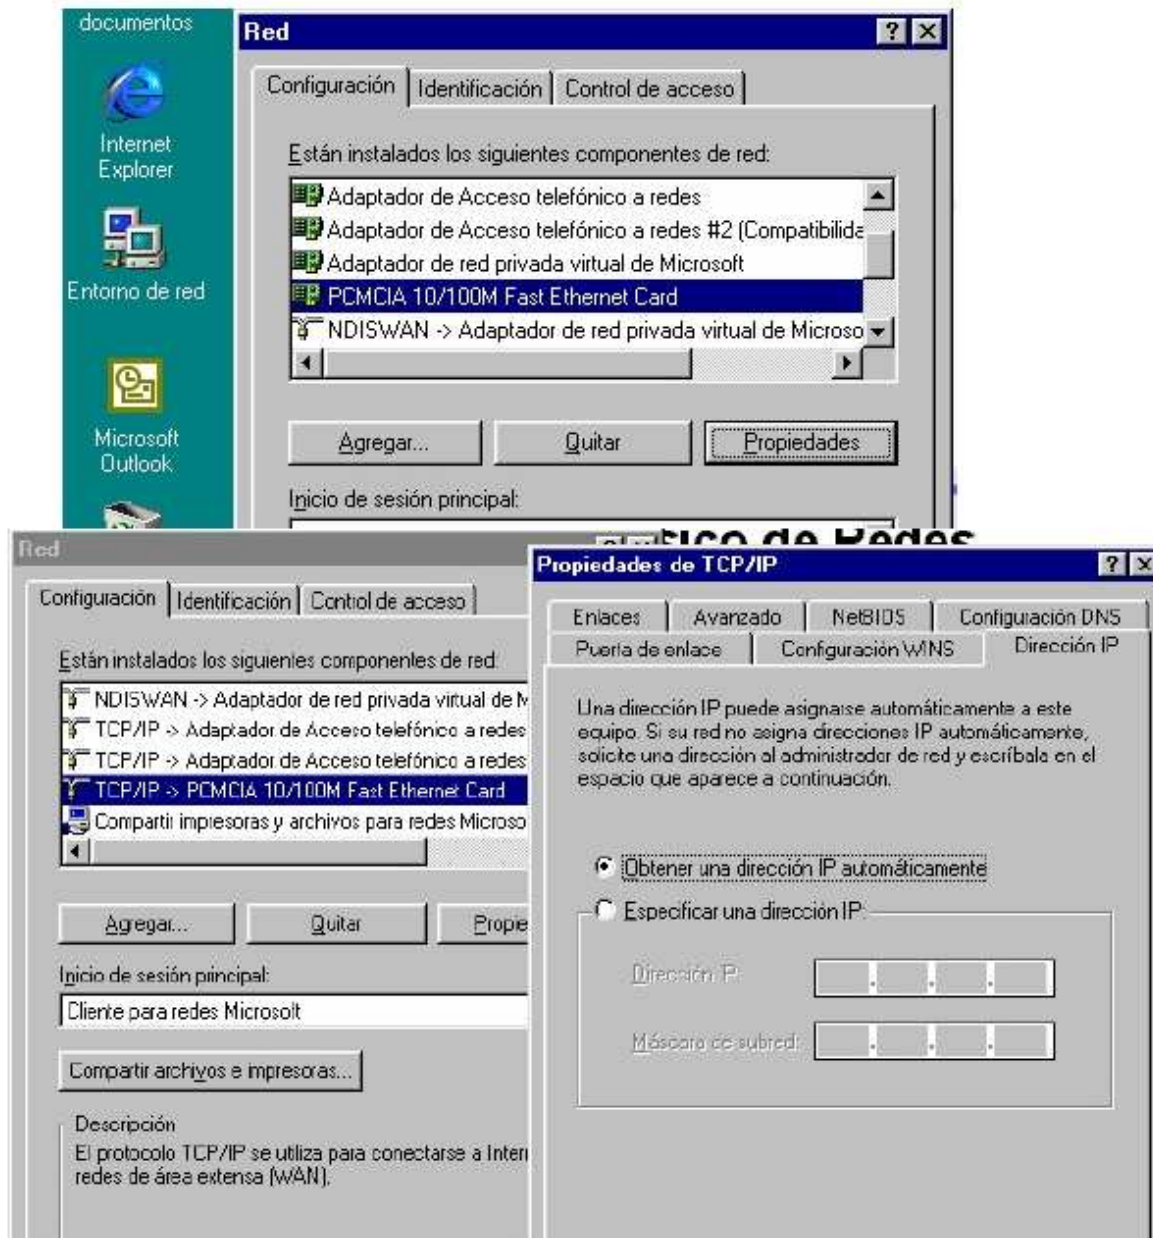 documentos
Internet
Explorer
Entorno de red
Microsoft
Outlook
Red
Configuración
Identificación
Control de acceso
Están instalados los siguientes componentes de red:
Adaptador de Acceso telefónico a redes
Adaptador de Acceso telefónico a redes #2 (Compatibilida
Adaptador de red privada virtual de Microsoft
PCMCIA 10/100M Fast Ethernet Card
NDISWAN -> Adaptador de red privada virtual de Microso
Agregar...
Quitar
Propiedades
Inicio de sesión principal:
Redes
Red
Configuración
Identificación
Control de acceso
Están instalados los siguientes componentes de red:
NDISWAN -> Adaptador de red privada virtual de M
TCP/IP -> Adaptador de Acceso telefónico a redes
TCP/IP -> Adaptador de Acceso telefónico a redes
TCP/IP -> PCMCIA 10/100M Fast Ethernet Card
Compartir impresoras y archivos para redes Microso
Agregar...
Quitar
Propie
Inicio de sesión principal:
Cliente para redes Microsoft
Compartir archivos e impresoras...
Descripción
El protocolo TCP/IP se utiliza para conectarse a Inter
redes de área extensa (WAN).
Propiedades de TCP/IP
Enlaces
Avanzado
NetBIOS
Configuración DNS
Puerta de enlace
Configuración WINS
Dirección IP
Una dirección IP puede asignarse automáticamente a este
equipo. Si su red no asigna direcciones IP automáticamente,
solicite una dirección al administrador de red y escríbala en el
espacio que aparece a continuación.
Obtener una dirección IP automáticamente
Especificar una dirección IP:
Dirección IP:
Máscara de subred: